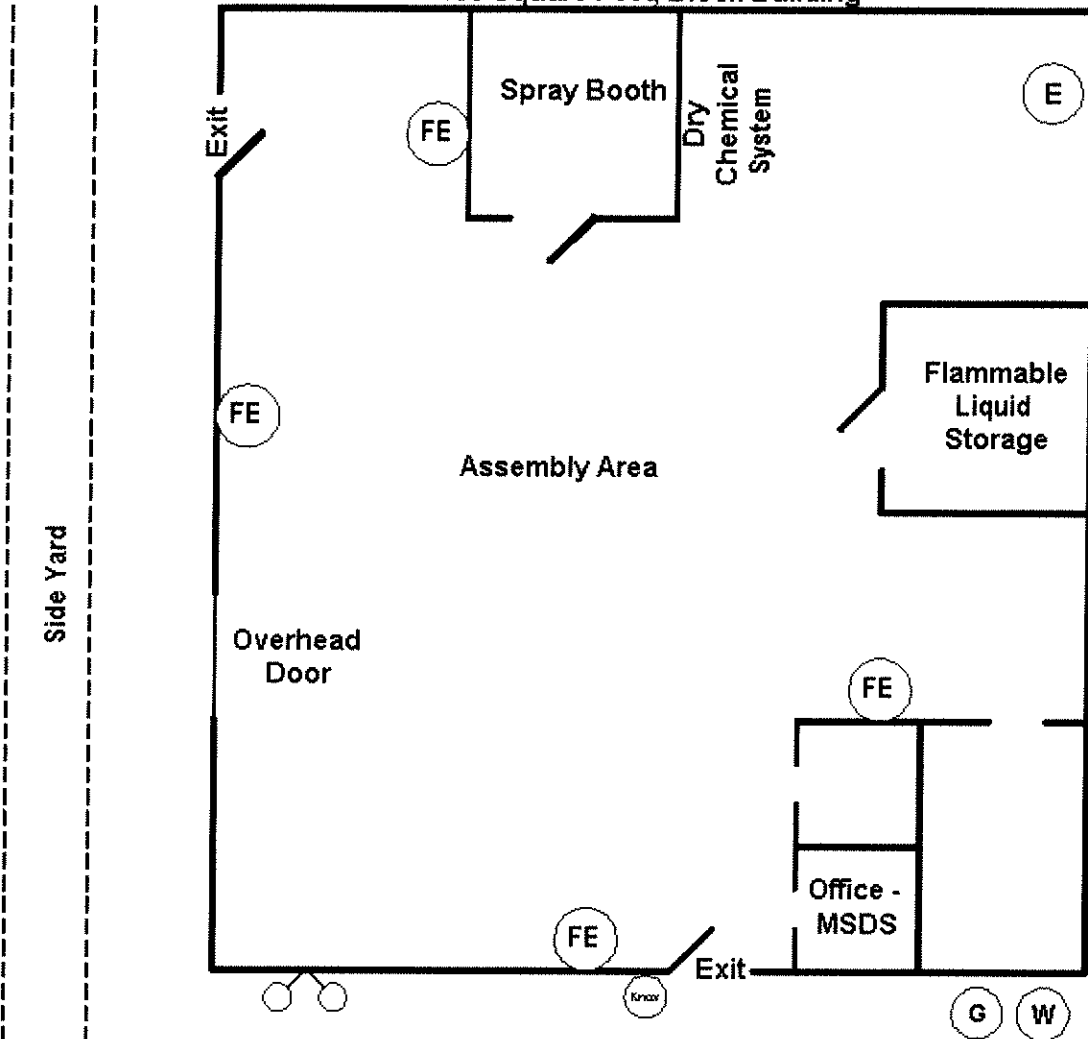 Exit
Spray Booth
Dry
Chemical
System
E
FE
FE
Flammable
Liquid
Storage
Assembly Area
Side Yard
Overhead
Door
FE
Office -
MSDS
FE
Exit
Knox
G
W